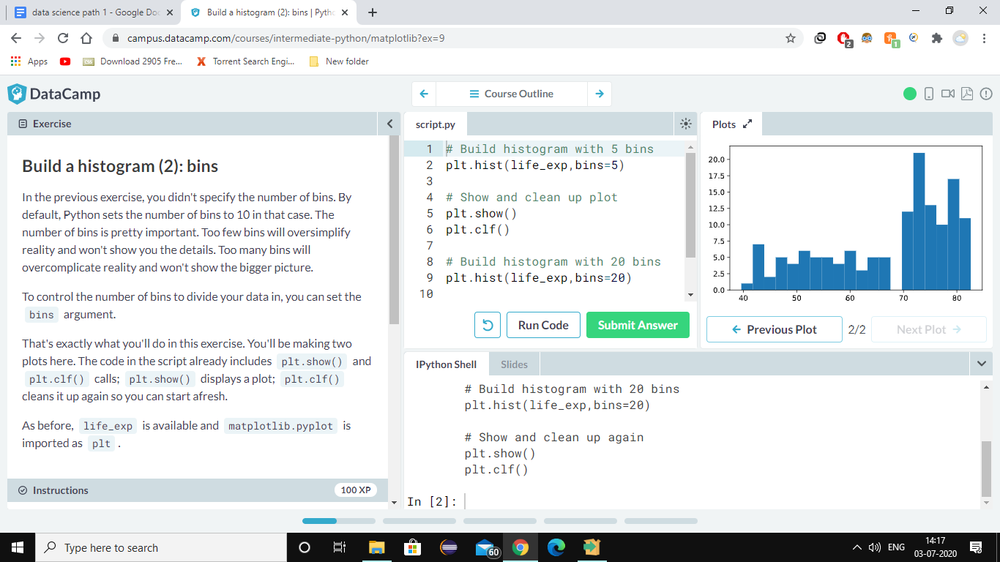 data science path 1 - Google Doc
Build a histogram (2): bins | Pytho
campus.datacamp.com/courses/intermediate-python/matplotlib?ex=9
2
1
Apps
CSS
Download 2905 Fre...
Torrent Search Engi...
New folder
DataCamp
Course Outline
Exercise
Build a histogram (2): bins
In the previous exercise, you didn't specify the number of bins. By
default, Python sets the number of bins to 10 in that case. The
number of bins is pretty important. Too few bins will oversimplify
reality and won't show you the details. Too many bins will
overcomplicate reality and won't show the bigger picture.
To control the number of bins to divide your data in, you can set the
bins argument.
That's exactly what you'll do in this exercise. You'll be making two
plots here. The code in the script already includes plt.show() and
plt.clf() calls; plt.show() displays a plot; plt.clf()
cleans it up again so you can start afresh.
As before, life_exp is available and matplotlib.pyplot is
imported as plt .
Instructions
100 XP
script.py
1 # Build histogram with 5 bins
2 plt.hist(life_exp,bins=5)
3
4 # Show and clean up plot
5 plt.show()
6 plt.clf()
7
8 # Build histogram with 20 bins
9 plt.hist(life_exp,bins=20)
10
Run Code
Submit Answer
Plots
20.0
17.5
15.0
12.5
10.0
7.5
5.0
2.5
0.0
40 50 60 70 80
Previous Plot
2/2
Next Plot
IPython Shell
Slides
# Build histogram with 20 bins
plt.hist(life_exp,bins=20)
# Show and clean up again
plt.show()
plt.clf()
In [2]:
Type here to search
60
ENG
14:17
03-07-2020